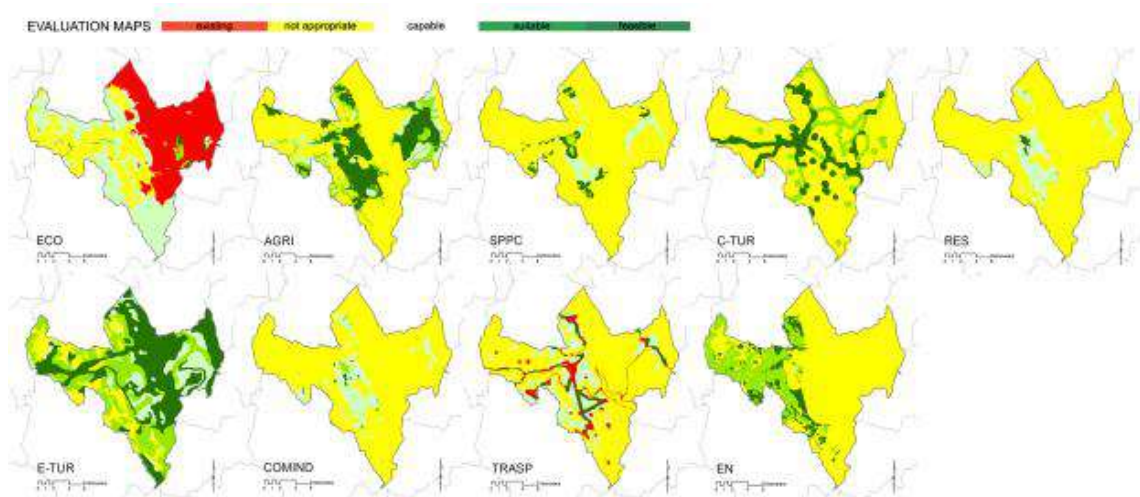 EVALUATION MAPS existing not appropriate capable suitable feasible
ECO AGRI SPPC C-TUR RES
E-TUR COMIND TRASP EN